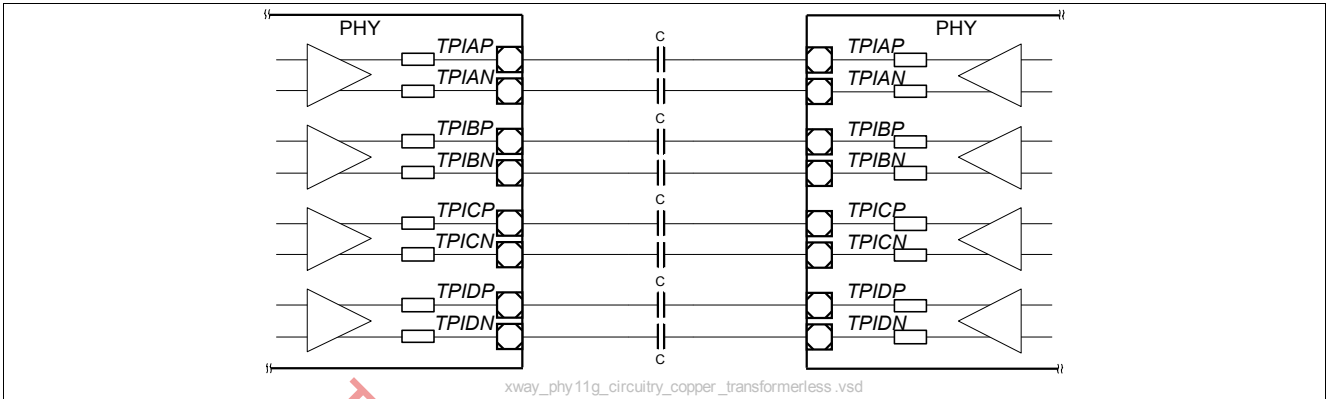 PHY PHY
C
TPIAP TPIAP
TPIAN TPIAN
C
TPIBP TPIBP
TPIBN TPIBN
C
TPICP TPICP
TPICN TPICN
C
TPIDP TPIDP
TPIDN TPIDN
C
xway_phy11g_circuitry_copper_transformerless.vsd